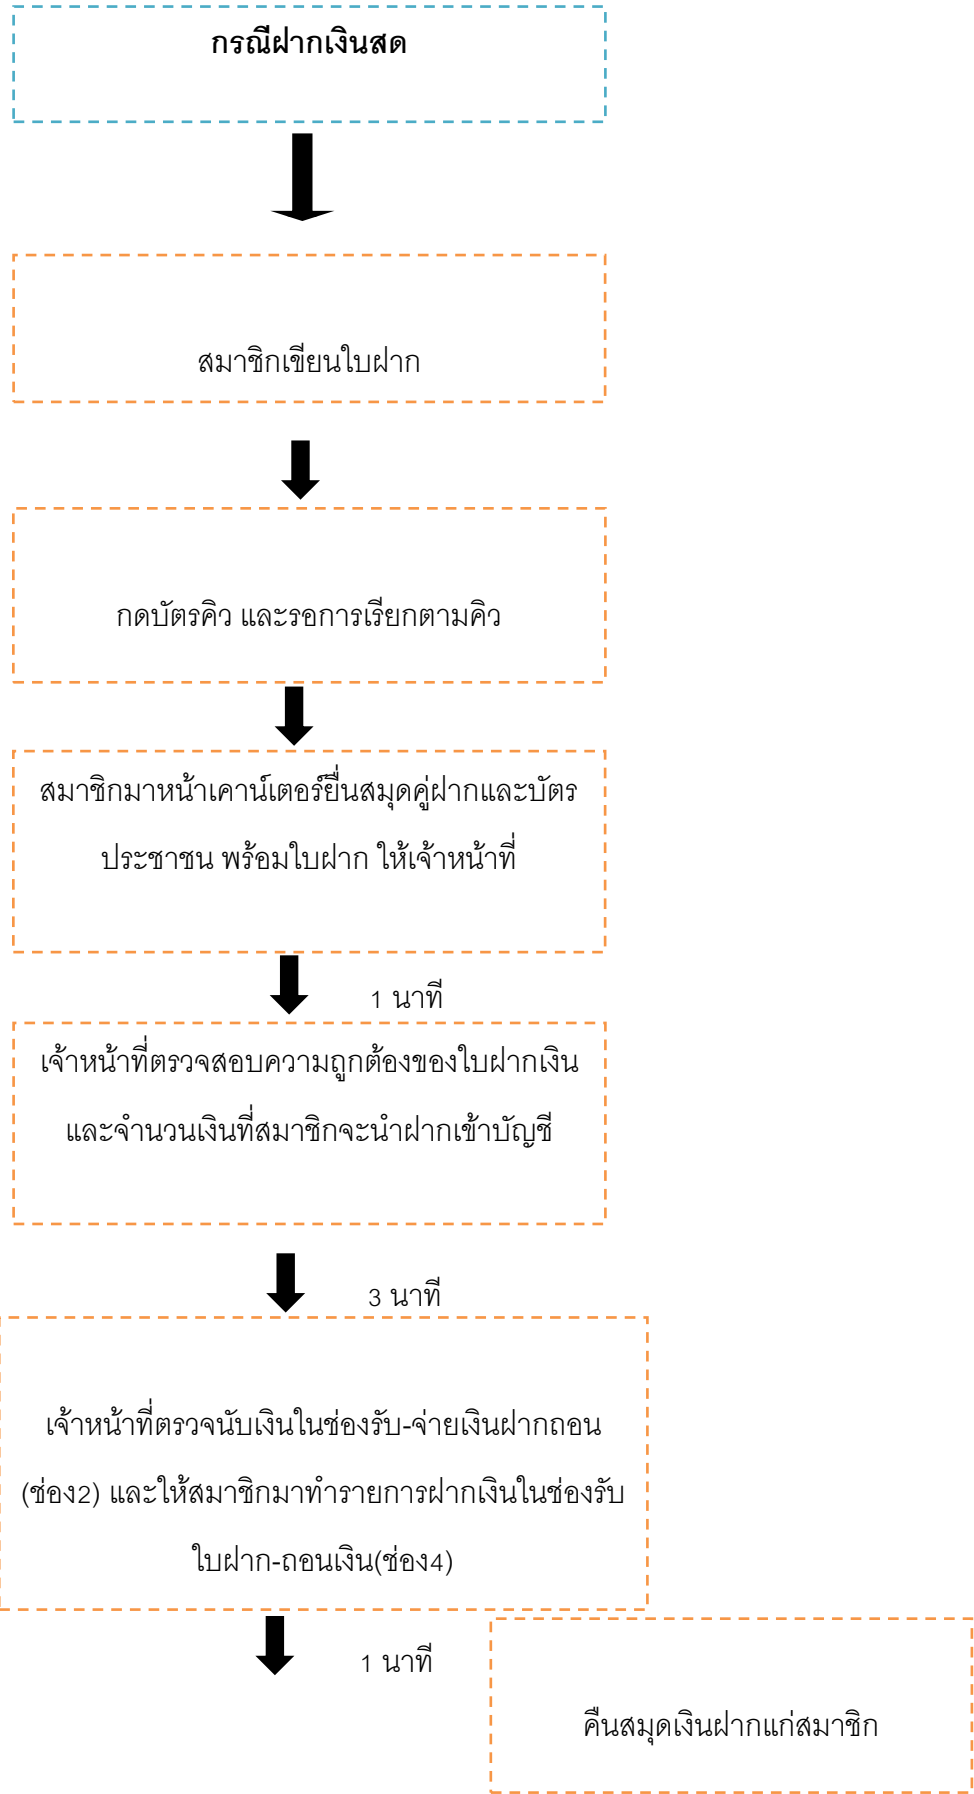 กรณีฝากเงินสด
สมาชิกเขียนใบฝาก
กดบัตรคิว และรอการเรียกตามคิว
สมาชิกมาหน้าเคาน์เตอร์ยื่นสมุดคู่ฝากและบัตร
ประชาชน พร้อมใบฝาก ให้เจ้าหน้าที่
1 นาที
เจ้าหน้าที่ตรวจสอบความถูกต้องของใบฝากเงิน
และจำนวนเงินที่สมาชิกจะนำฝากเข้าบัญชี
3 นาที
เจ้าหน้าที่ตรวจนับเงินในช่องรับ-จ่ายเงินฝากถอน
(ช่อง2) และให้สมาชิกมาทำรายการฝากเงินในช่องรับ
ใบฝาก-ถอนเงิน(ช่อง4)
1 นาที
คืนสมุดเงินฝากแก่สมาชิก